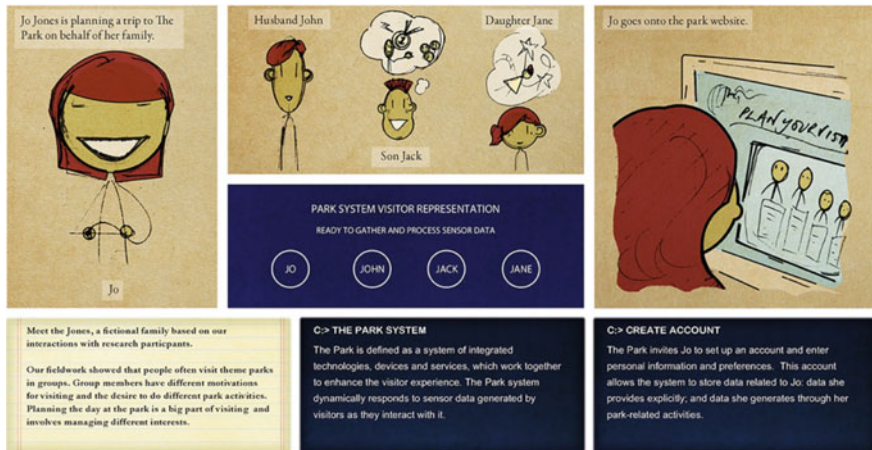 Jo Jones is planning a trip to The
Park on behalf of her family.
Jo
Husband John
Son Jack
Daughter Jane
PARK SYSTEM VISITOR REPRESENTATION
READY TO GATHER AND PROCESS SENSOR DATA
JO
JOHN
JACK
JANE
Jo goes onto the park website.
PLAN YOUR VISIT
Meet the Jones, a fictional family based on our
interactions with research particpants.
Our fieldwork showed that people often visit theme parks
in groups. Group members have different motivations
for visiting and the desire to do different park activities.
Planning the day at the park is a big part of visiting and
involves managing different interests.
C:> THE PARK SYSTEM
The Park is defined as a system of integrated
technologies, devices and services, which work together
to enhance the visitor experience. The Park system
dynamically responds to sensor data generated by
visitors as they interact with it.
C:> CREATE ACCOUNT
The Park invites Jo to set up an account and enter
personal information and preferences. This account
allows the system to store data related to Jo: data she
provides explicitly; and data she generates through her
park-related activities.